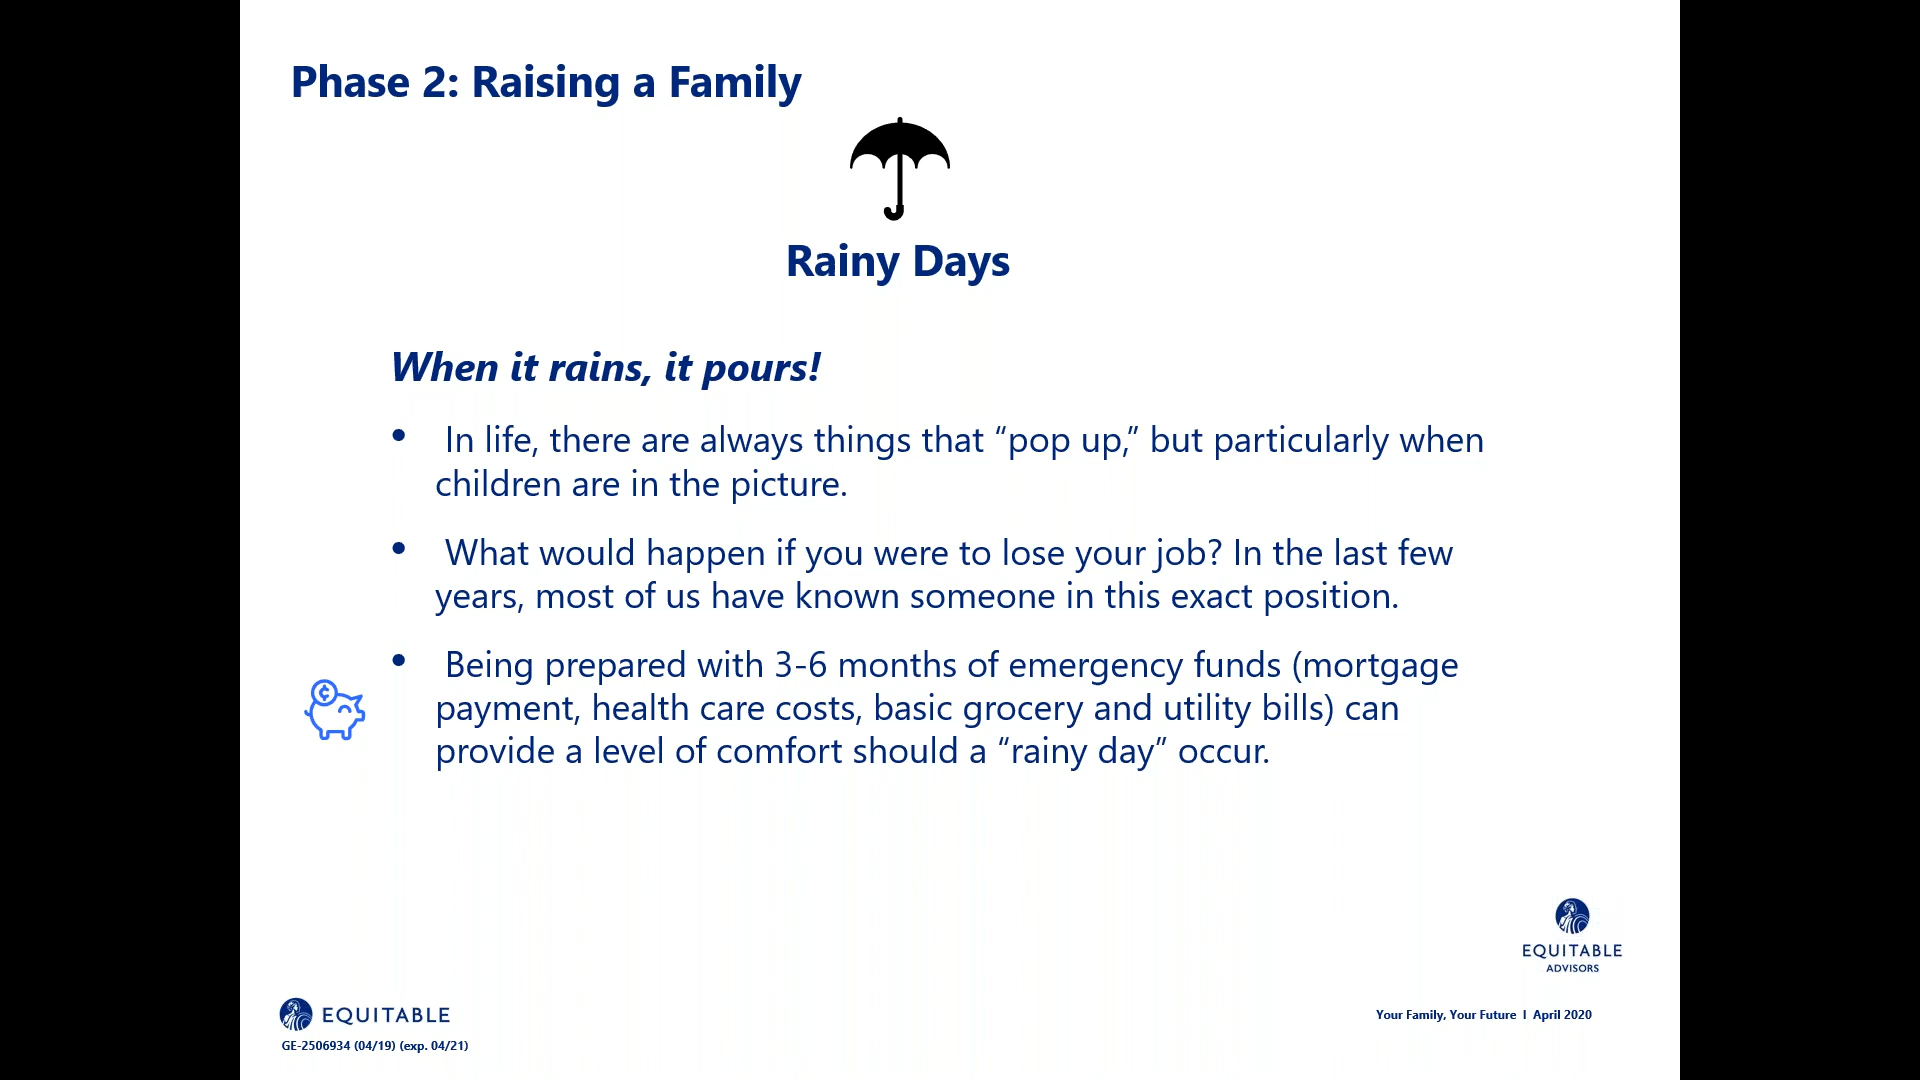 Phase 2: Raising a Family
Rainy Days
When it rains, it pours!
• In life, there are always things that “pop up,” but particularly when
children are in the picture.
• What would happen if you were to lose your job? In the last few
years, most of us have known someone in this exact position.
• Being prepared with 3-6 months of emergency funds (mortgage
payment, health care costs, basic grocery and utility bills) can
provide a level of comfort should a “rainy day” occur.
EQUITABLE
ADVISORS
EQUITABLE
Your Family, Your Future I April 2020
GE-2506934 (04/19) (exp. 04/21)